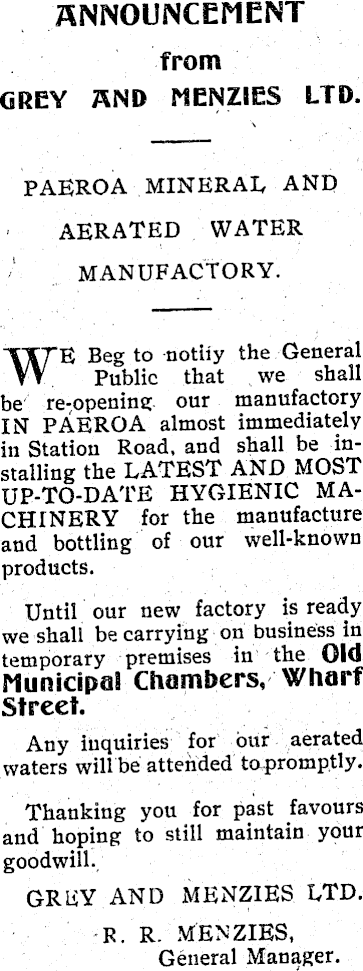 ANNOUNCEMENT
from
GREY AND MENZIES LTD.
PAEROA MINERAL AND
AERATED WATER
MANUFACTORY.
WE Beg to notify the General
Public that we shall
be re-opening our manufactory
IN PAEROA almost immediately
in Station Road, and shall be in-
stalling the LATEST AND MOST
UP-TO-DATE HYGIENIC MA-
CHINERY for the manufacture
and bottling of our well-known
products.
Until our new factory is ready
we shall be carrying on business in
temporary premises in the Old
Municipal Chambers, Wharf
Street.
Any inquiries for our aerated
waters will be attended to promptly.
Thanking you for past favours
and hoping to still maintain your
goodwill.
GREY AND MENZIES LTD.
R. R. MENZIES,
General Manager.